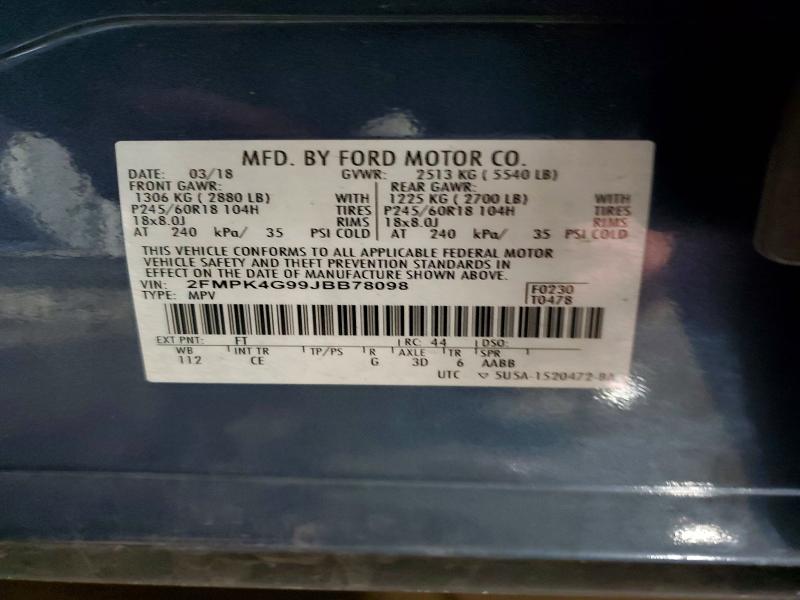 MFD. BY FORD MOTOR CO.
DATE: 03/18 GVWR: 2513 KG ( 5540 LB)
FRONT GAWR: REAR GAWR:
1306 KG ( 2880 LB) WITH 1225 KG ( 2700 LB) WITH
P245/60R18 104H TIRES P245/60R18 104H TIRES
18x8.0J RIMS 18x8.0J RIMS
AT 240 kPa/ 35 PSI COLD AT 240 kPa/ 35 PSI COLD
THIS VEHICLE CONFORMS TO ALL APPLICABLE FEDERAL MOTOR
VEHICLE SAFETY AND THEFT PREVENTION STANDARDS IN
EFFECT ON THE DATE OF MANUFACTURE SHOWN ABOVE.
VIN: 2FMPK4G99JBB78098 F0230
TYPE: MPV T0478
EXT PNT: FT RC: 44 DSO:
WB INT TR TP/PS R AXLE TR SPR
112 CE G 3D 6 AABB
UTC ▽ 5U5A-1520472-BA